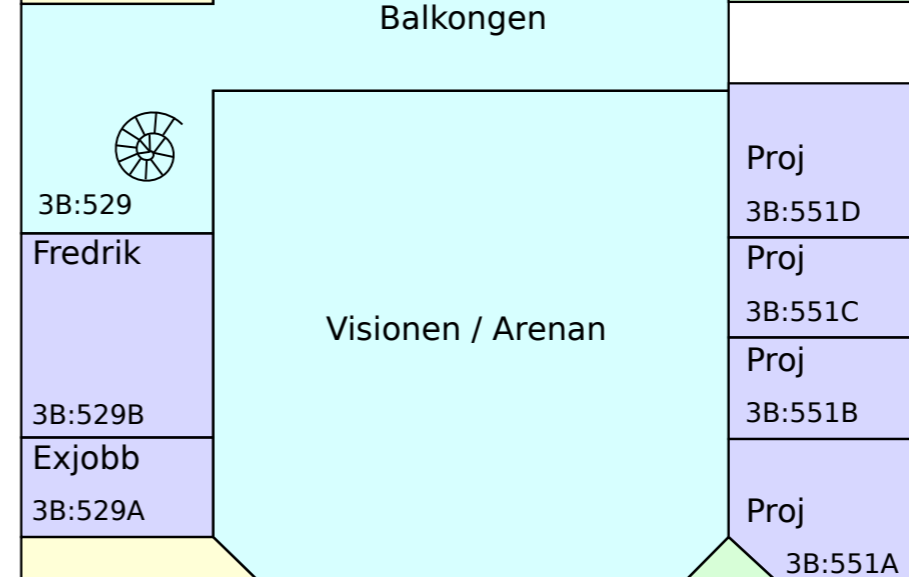 Balkongen
3B:529
Fredrik
3B:529B
Exjobb
3B:529A
Visionen / Arenan
Proj
3B:551D
Proj
3B:551C
Proj
3B:551B
Proj
3B:551A